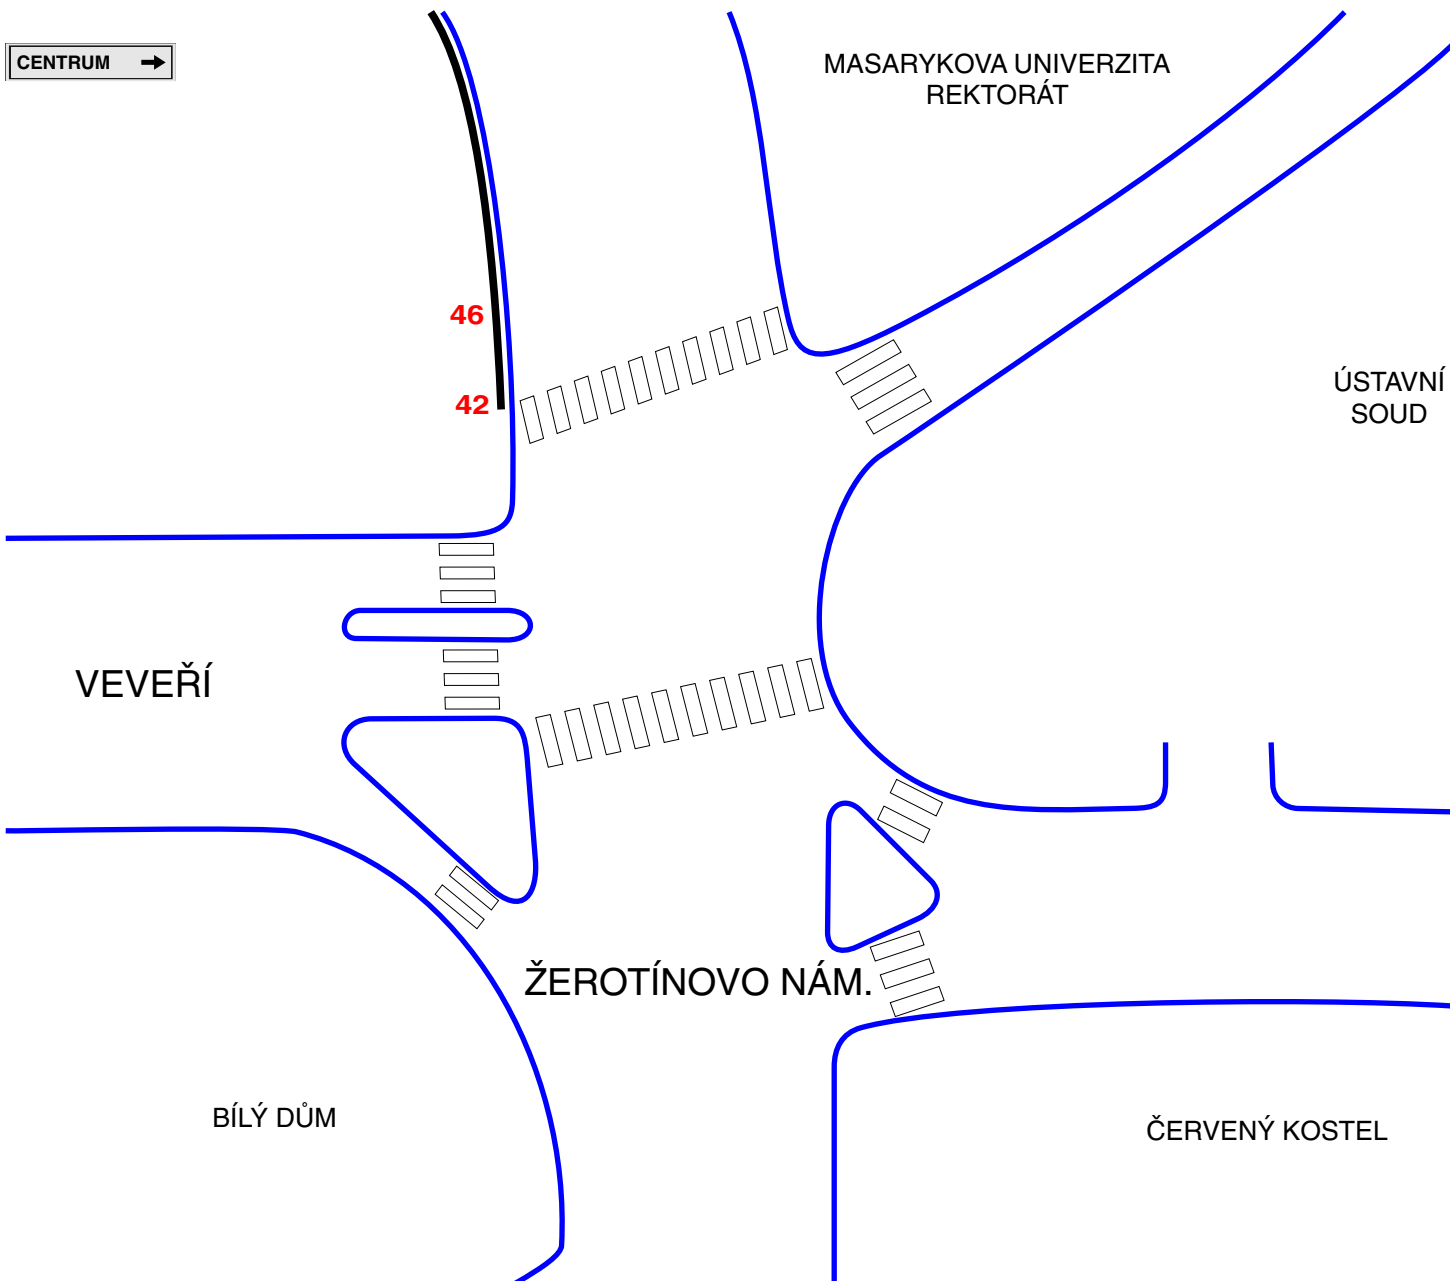 CENTRUM
MASARYKOVA UNIVERZITA
REKTORÁT
46
42
ÚSTAVNÍ
SOUD
VEVEŘÍ
ŽEROTÍNOVO NÁM.
BÍLÝ DŮM
ČERVENÝ KOSTEL